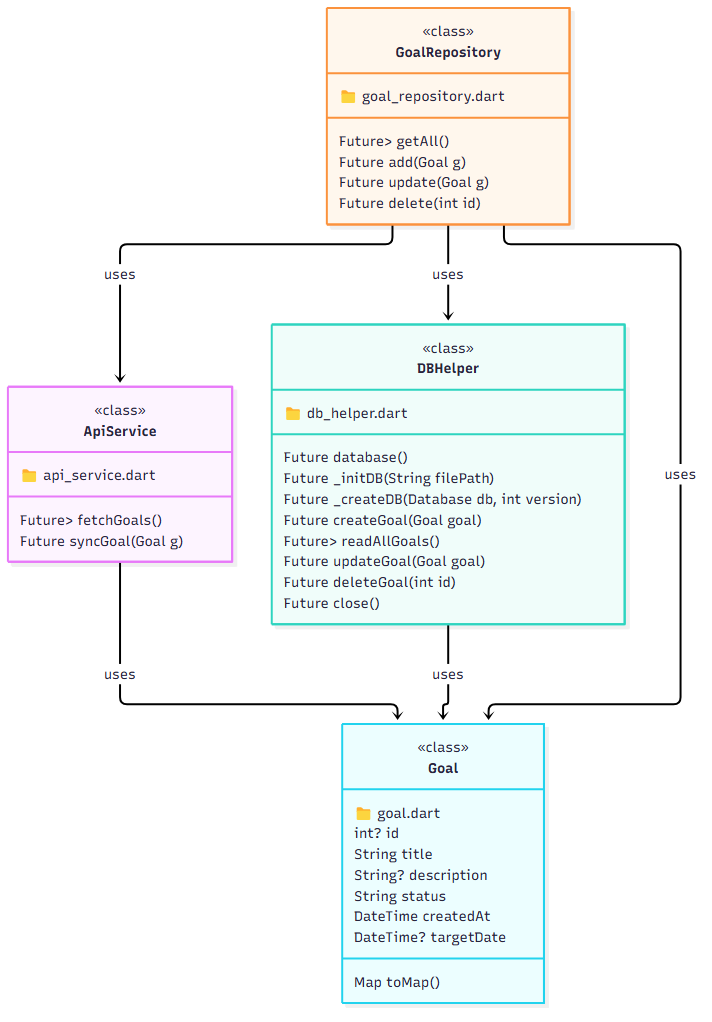 «class»
GoalRepository
goal_repository.dart
Future> getAll()
Future add(Goal g)
Future update(Goal g)
Future delete(int id)
uses
uses
uses
«class»
DBHelper
db_helper.dart
Future database()
Future _initDB(String filePath)
Future _createDB(Database db, int version)
Future createGoal(Goal goal)
Future> readAllGoals()
Future updateGoal(Goal goal)
Future deleteGoal(int id)
Future close()
«class»
ApiService
api_service.dart
Future> fetchGoals()
Future syncGoal(Goal g)
uses
uses
«class»
Goal
goal.dart
int? id
String title
String? description
String status
DateTime createdAt
DateTime? targetDate
Map toMap()